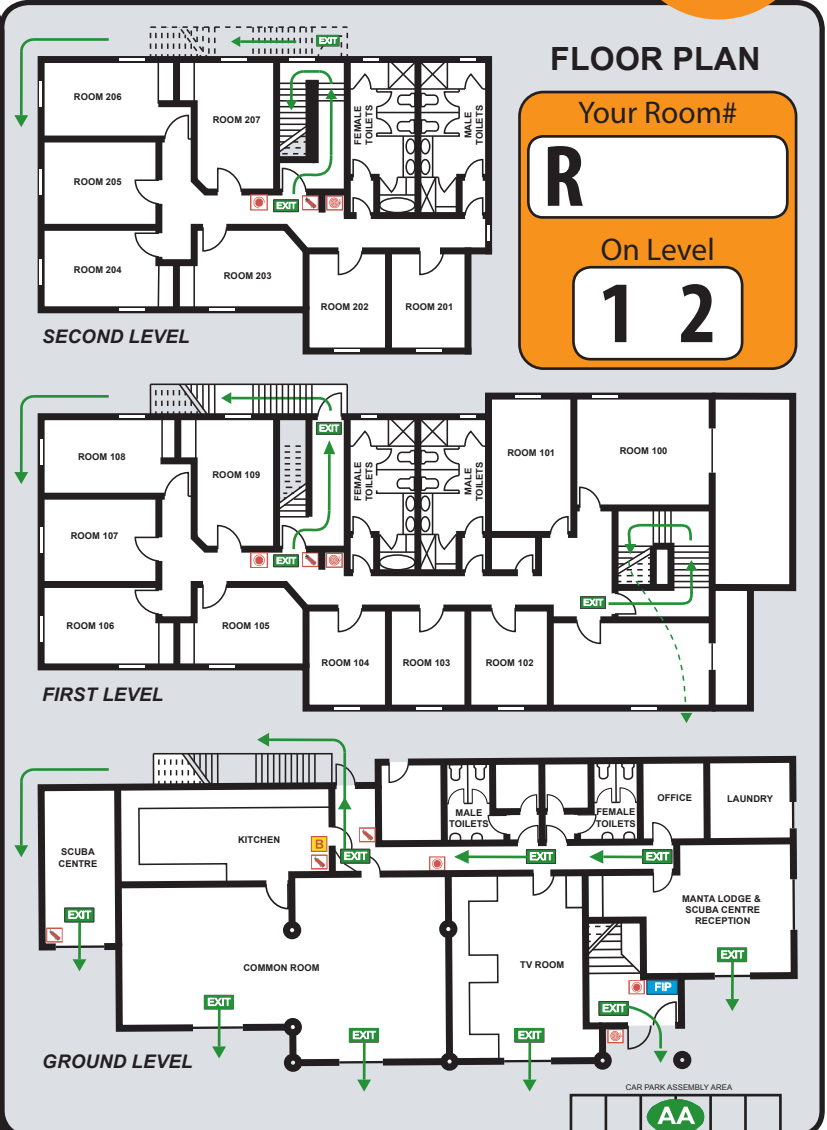 FLOOR PLAN
Your Room#
R
On Level
1 2
EXIT
ROOM 206
ROOM 207
FEMALE
TOILETS
MALE
TOILETS
ROOM 205
EXIT
ROOM 204
ROOM 203
ROOM 202
ROOM 201
SECOND LEVEL
EXIT
ROOM 108
ROOM 109
FEMALE
TOILETS
MALE
TOILETS
ROOM 101
ROOM 100
ROOM 107
EXIT
EXIT
ROOM 106
ROOM 105
ROOM 104
ROOM 103
ROOM 102
FIRST LEVEL
MALE
TOILETS
FEMALE
TOILETS
OFFICE
LAUNDRY
SCUBA
CENTRE
KITCHEN
B
EXIT
EXIT
EXIT
MANTA LODGE &
SCUBA CENTRE
RECEPTION
EXIT
COMMON ROOM
TV ROOM
EXIT
FIP
EXIT
EXIT
EXIT
EXIT
GROUND LEVEL
CAR PARK ASSEMBLY AREA
AA